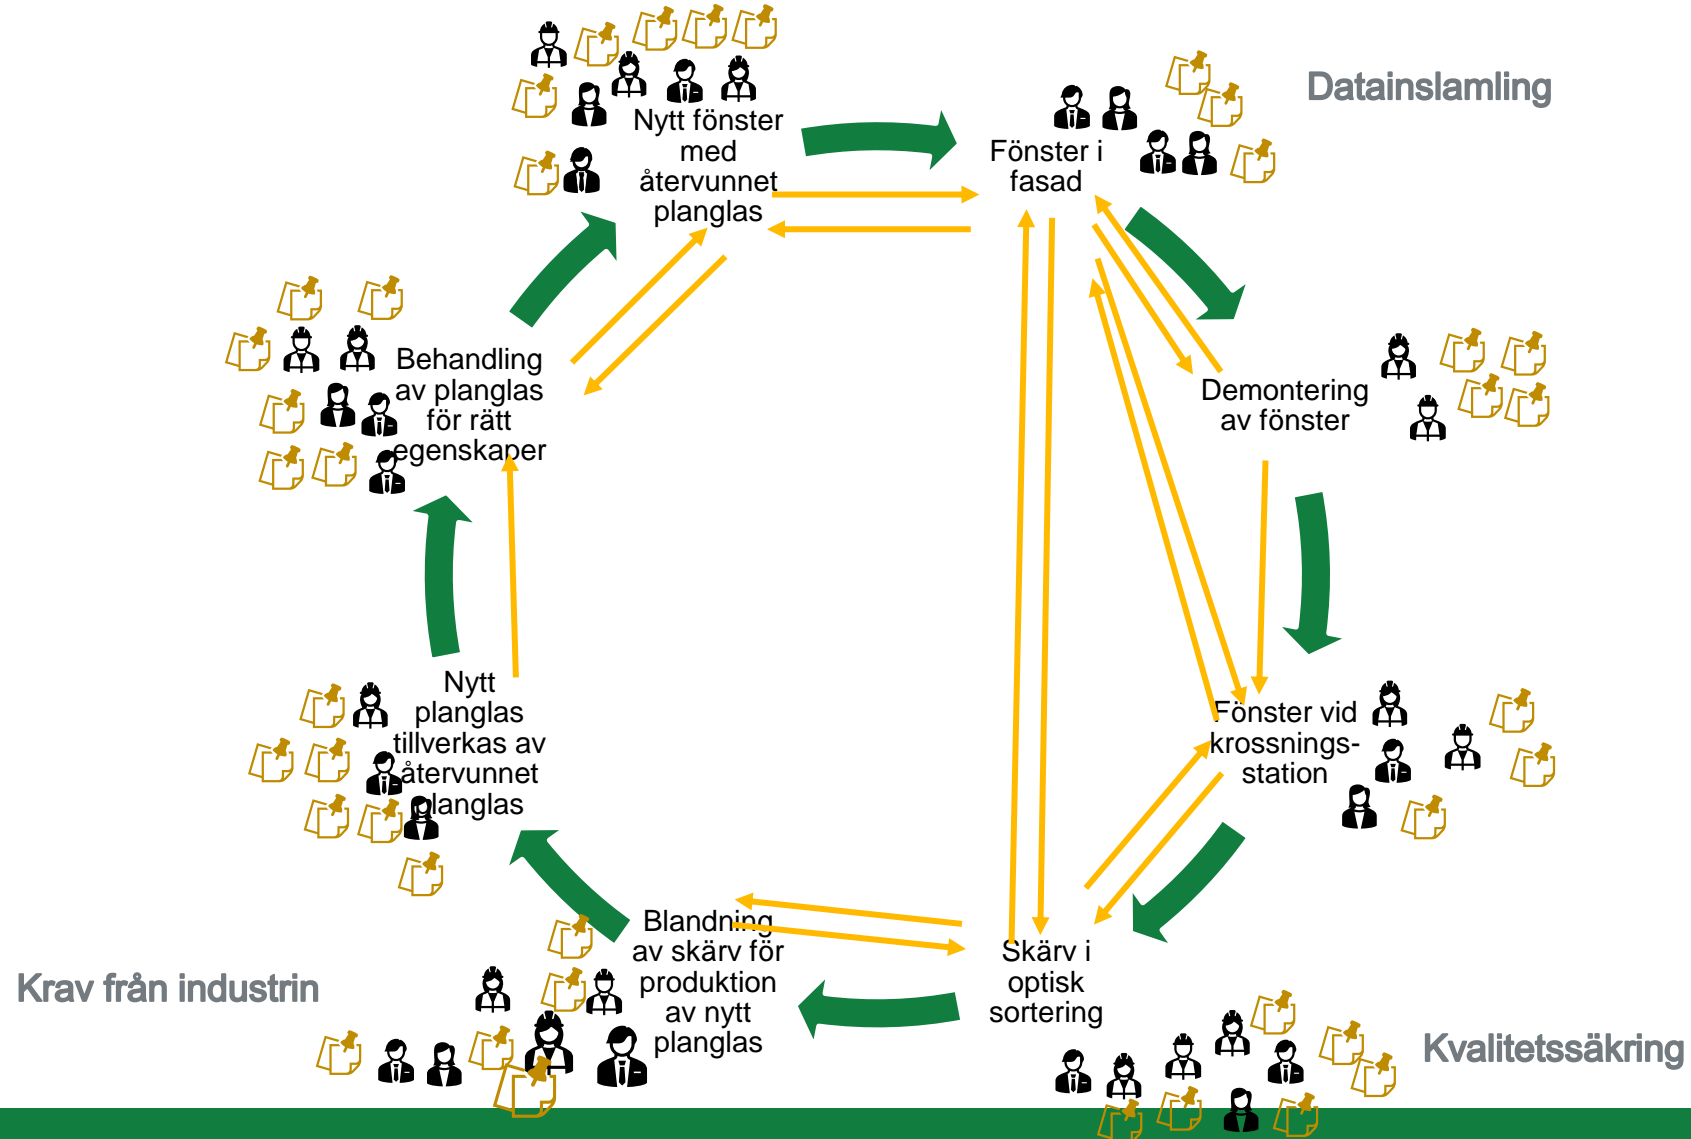 Nytt fönster
med
återvunnet
planglas
Fönster i
fasad
Datainslamling
Demontering
av fönster
Fönster vid
krossnings-
station
Skärv i
optisk
sortering
Kvalitetssäkring
Blandning
av skärv för
produktion
av nytt
planglas
Krav från industrin
Nytt
planglas
tillverkas av
återvunnet
planglas
Behandling
av planglas
för rätt
egenskaper